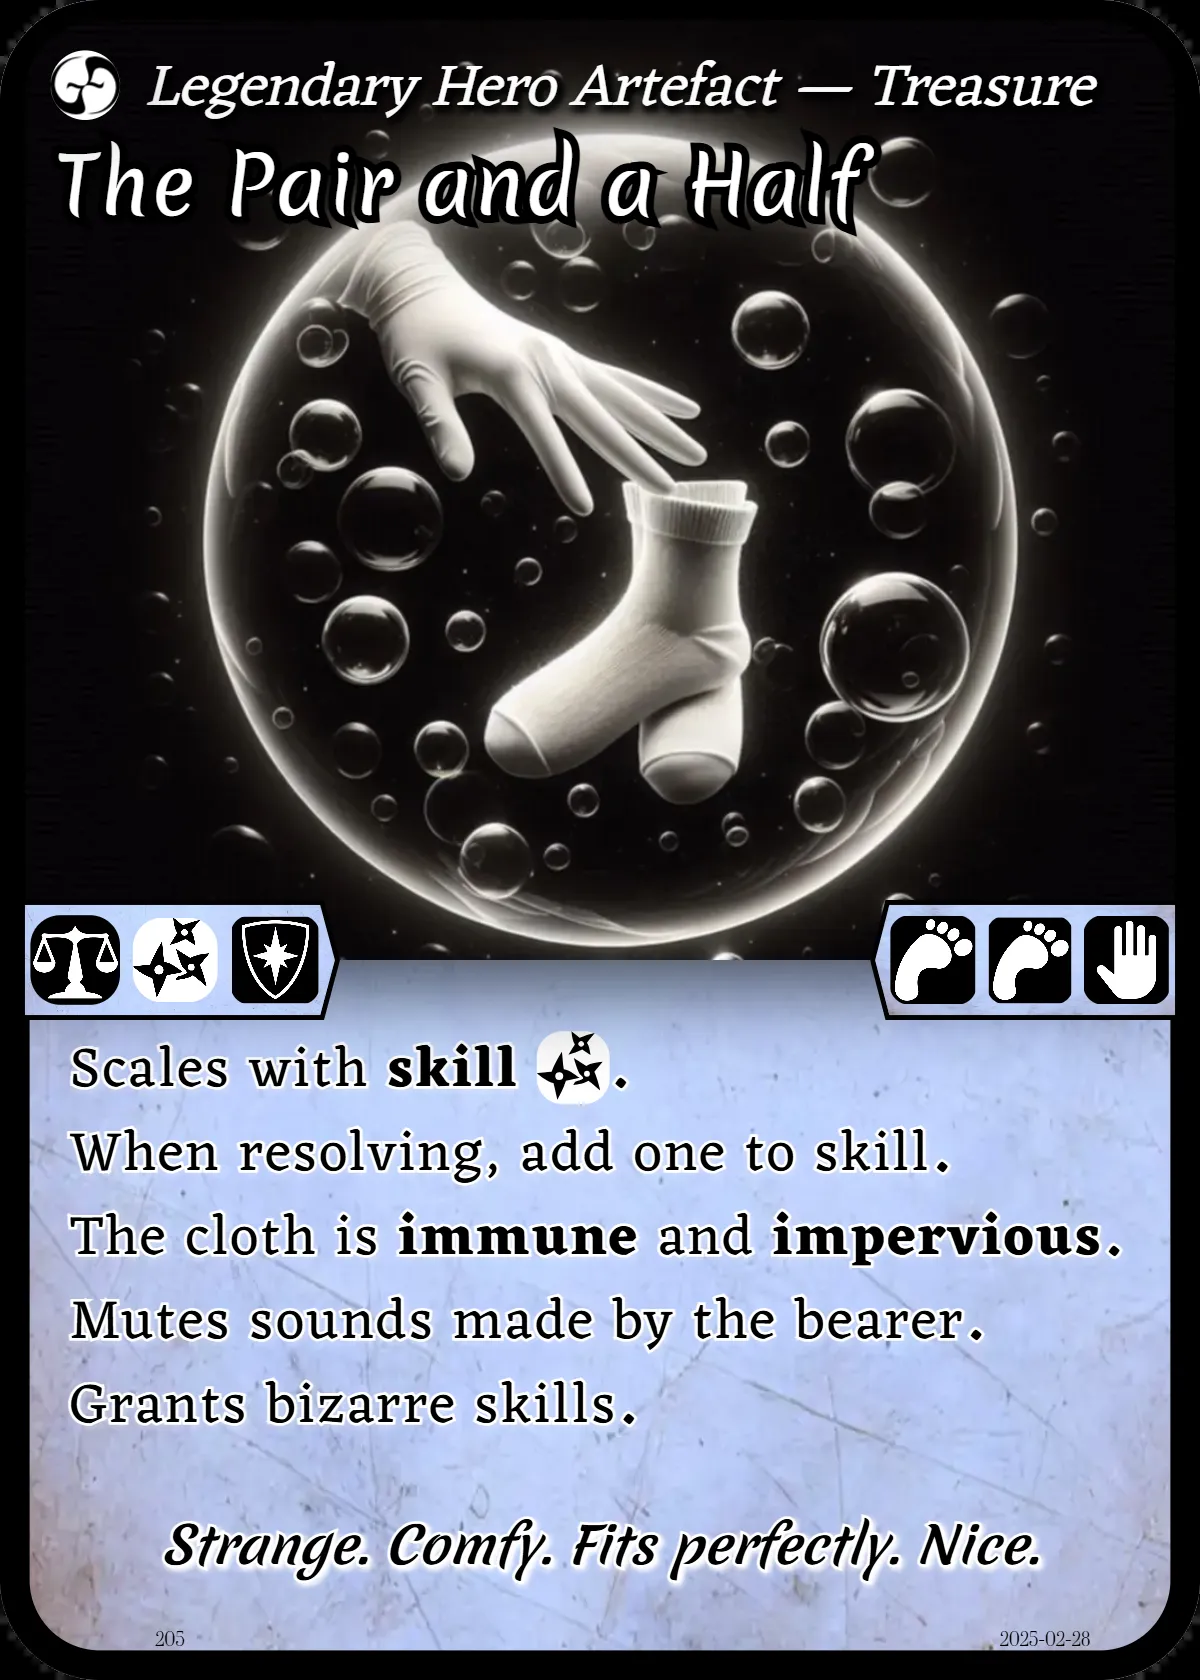 Legendary Hero Artefact — Treasure
The Pair and a Half
Scales with skill .
When resolving, add one to skill.
The cloth is immune and impervious.
Mutes sounds made by the bearer.
Grants bizarre skills.
Strange. Comfy. Fits perfectly. Nice.
205 2025-02-28